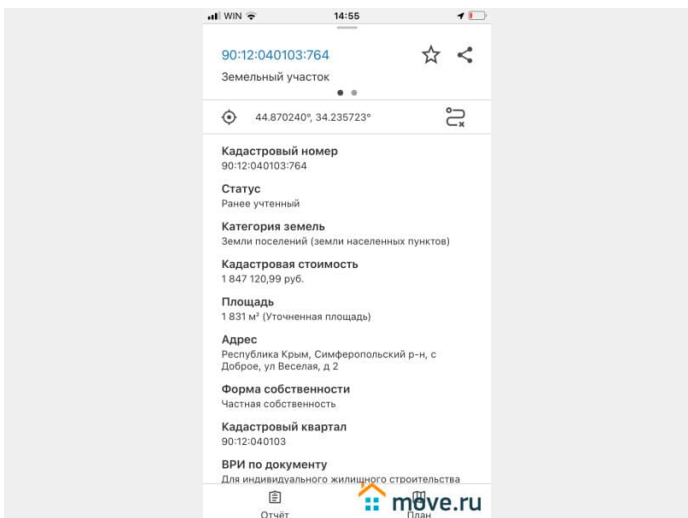 WIN 14:55
90:12:040103:764
Земельный участок
44.870240°, 34.235723°
Кадастровый номер
90:12:040103:764
Статус
Ранее учтенный
Категория земель
Земли поселений (земли населенных пунктов)
Кадастровая стоимость
1 847 120,99 руб.
Площадь
1 831 м² (Уточненная площадь)
Адрес
Республика Крым, Симферопольский р-н, с
Доброе, ул Веселая, д 2
Форма собственности
Частная собственность
Кадастровый квартал
90:12:040103
ВРИ по документу
Для индивидуального жилищного строительства
move.ru
Отчёт План